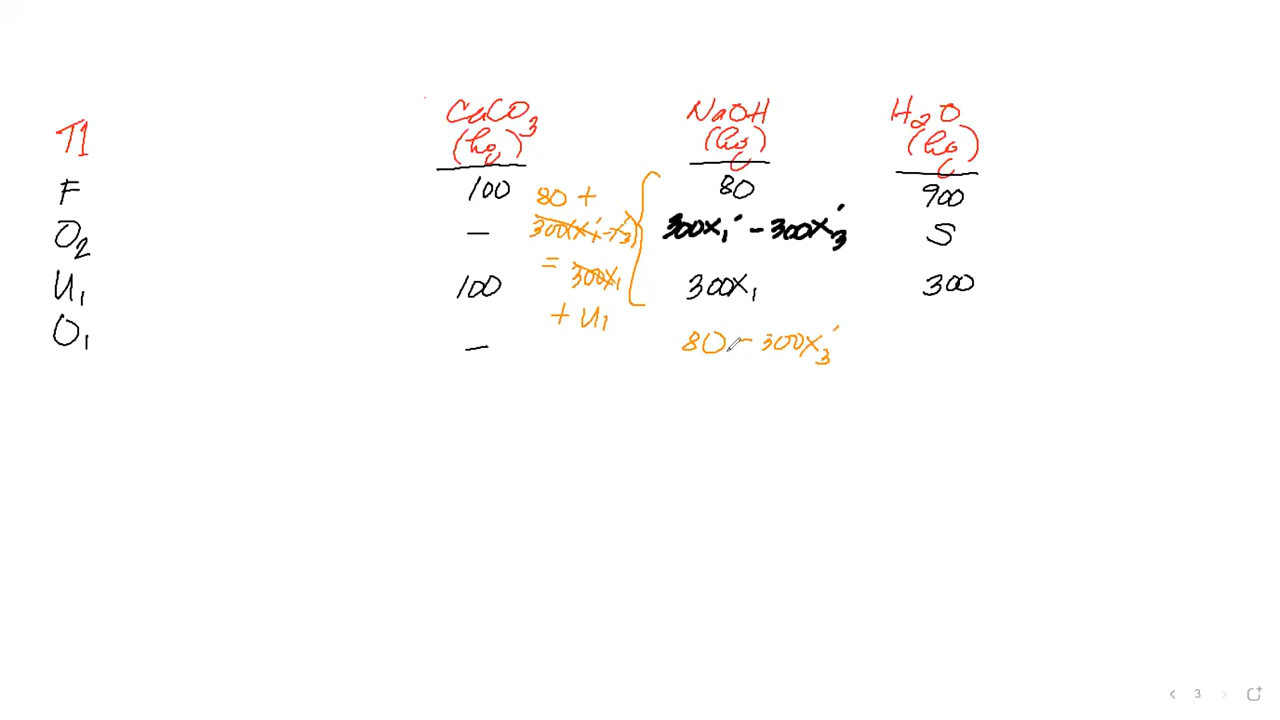 CaCO₃ NaOH H₂O
T1 (kg) (kg) (kg)
F 100 80 900
O₂ — 300x₁' - 300x₃' S
U₁ 100 300x₁ 300
O₁ — 80 - 300x₃'
80 +
300(x₁'-x₃')
= 300x₁
+ U₁
3